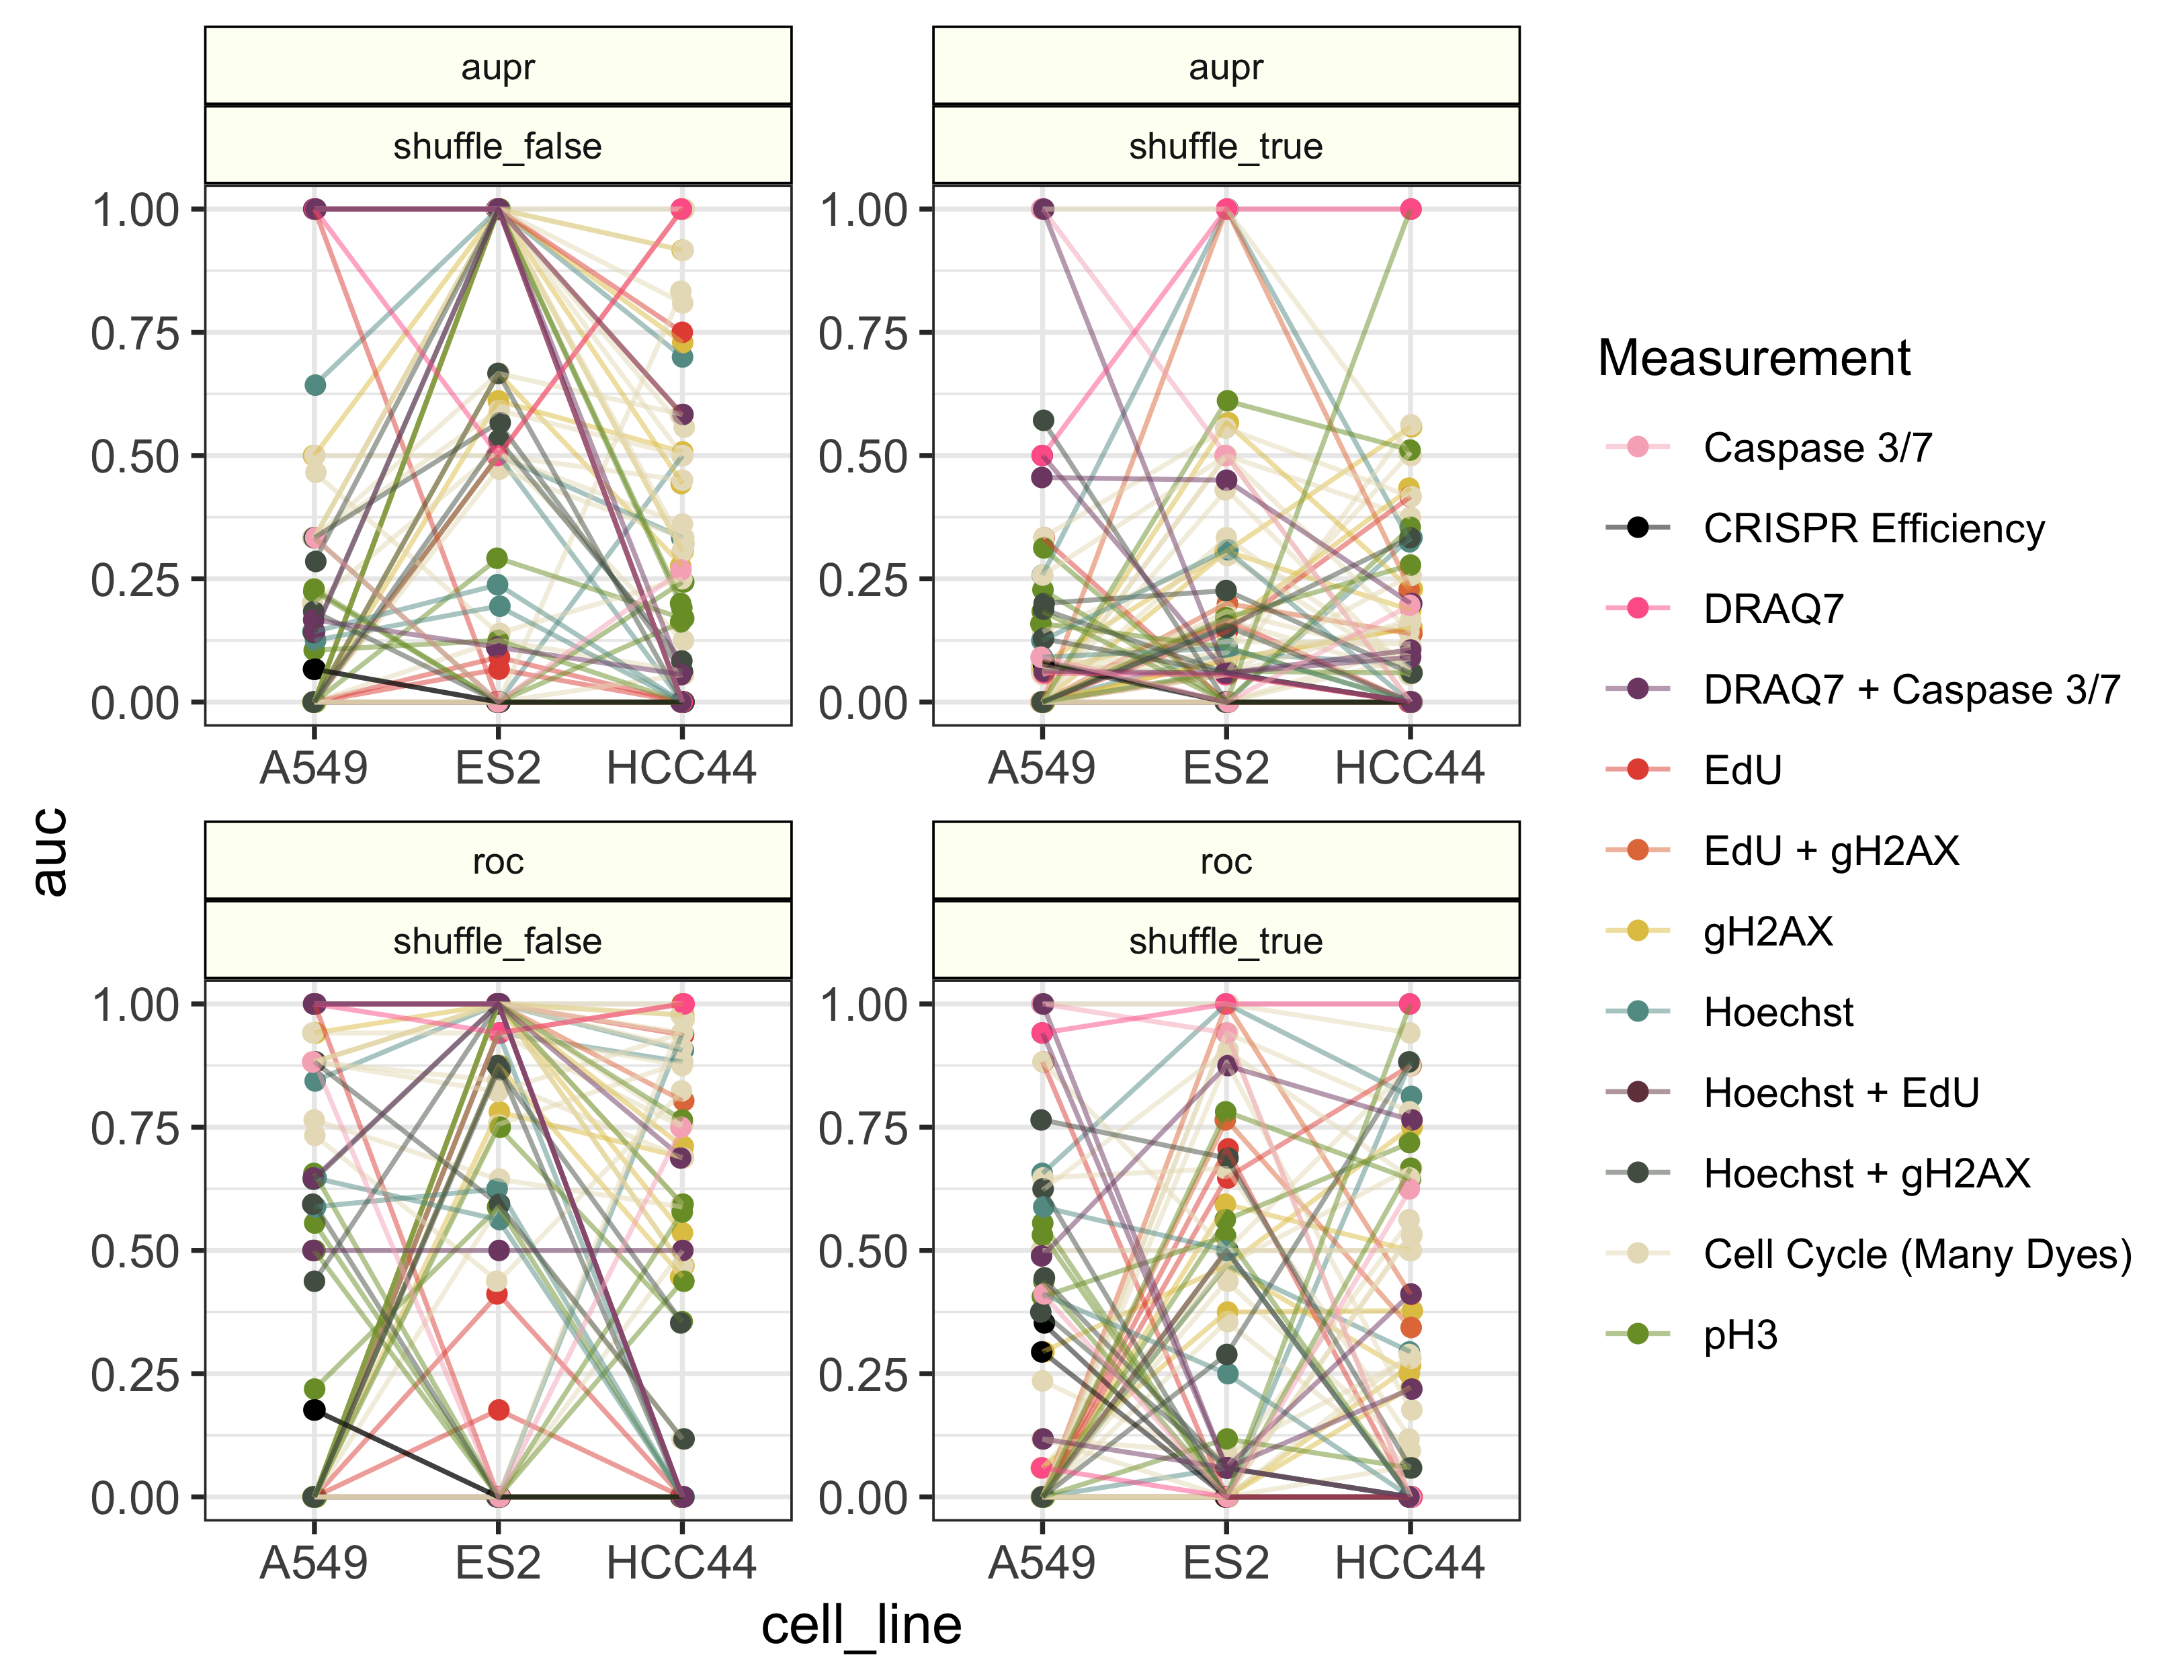 aupr
aupr
shuffle_false
shuffle_true
1.00
0.75
0.50
0.25
0.00
1.00
0.75
0.50
0.25
0.00
A549
ES2
HCC44
A549
ES2
HCC44
roc
roc
shuffle_false
shuffle_true
1.00
0.75
0.50
0.25
0.00
1.00
0.75
0.50
0.25
0.00
A549
ES2
HCC44
A549
ES2
HCC44
auc
cell_line
Measurement
Caspase 3/7
CRISPR Efficiency
DRAQ7
DRAQ7 + Caspase 3/7
EdU
EdU + gH2AX
gH2AX
Hoechst
Hoechst + EdU
Hoechst + gH2AX
Cell Cycle (Many Dyes)
pH3